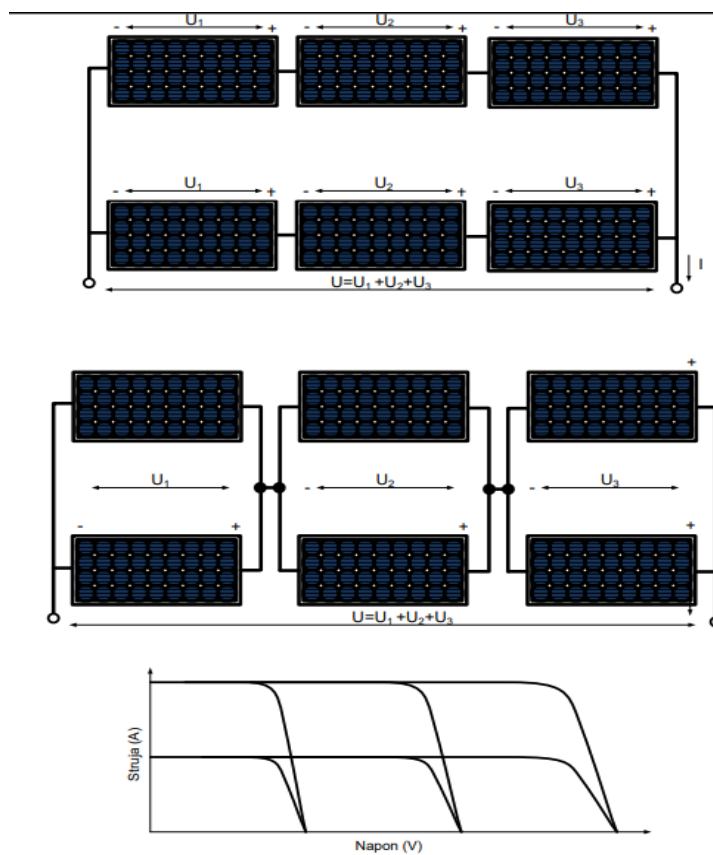 U₁ U₂ U₃
- + - + - +
U₁ U₂ U₃
- + - + - +
I
U=U₁+U₂+U₃
+
U₁ - U₂ - U₃
- + + +
U=U₁+U₂+U₃
Struja (A)
Napon (V)